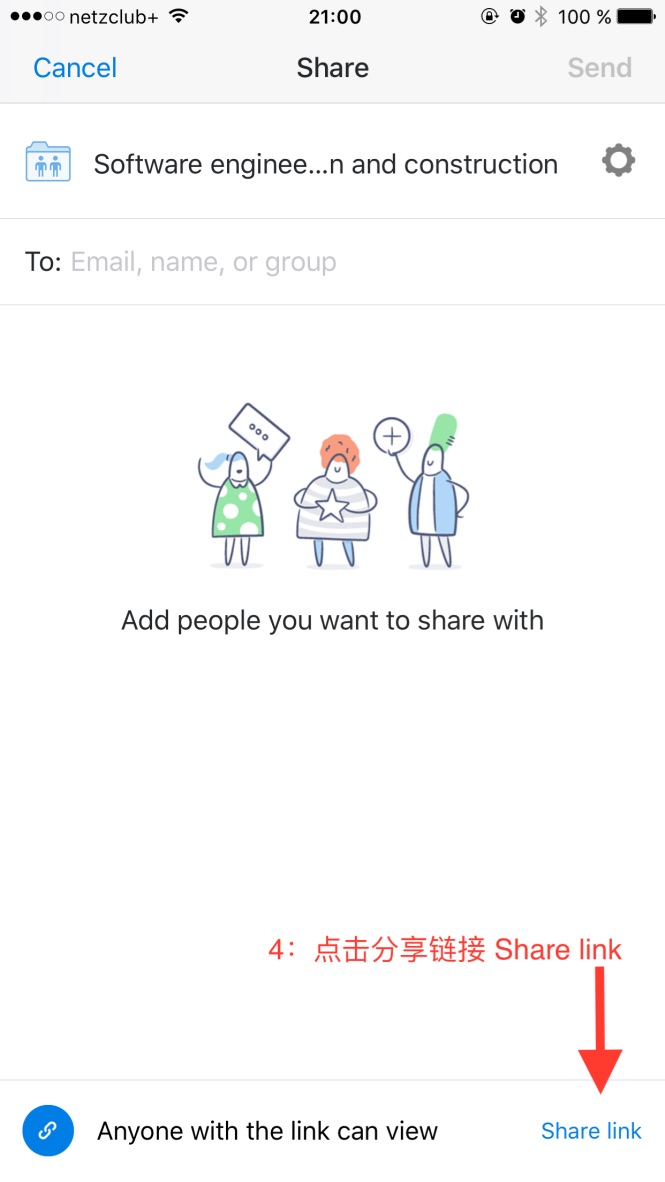 netzclub+ 21:00 100 %
Cancel Share Send
Software enginee...n and construction
To: Email, name, or group
Add people you want to share with
4：点击分享链接 Share link
Anyone with the link can view Share link